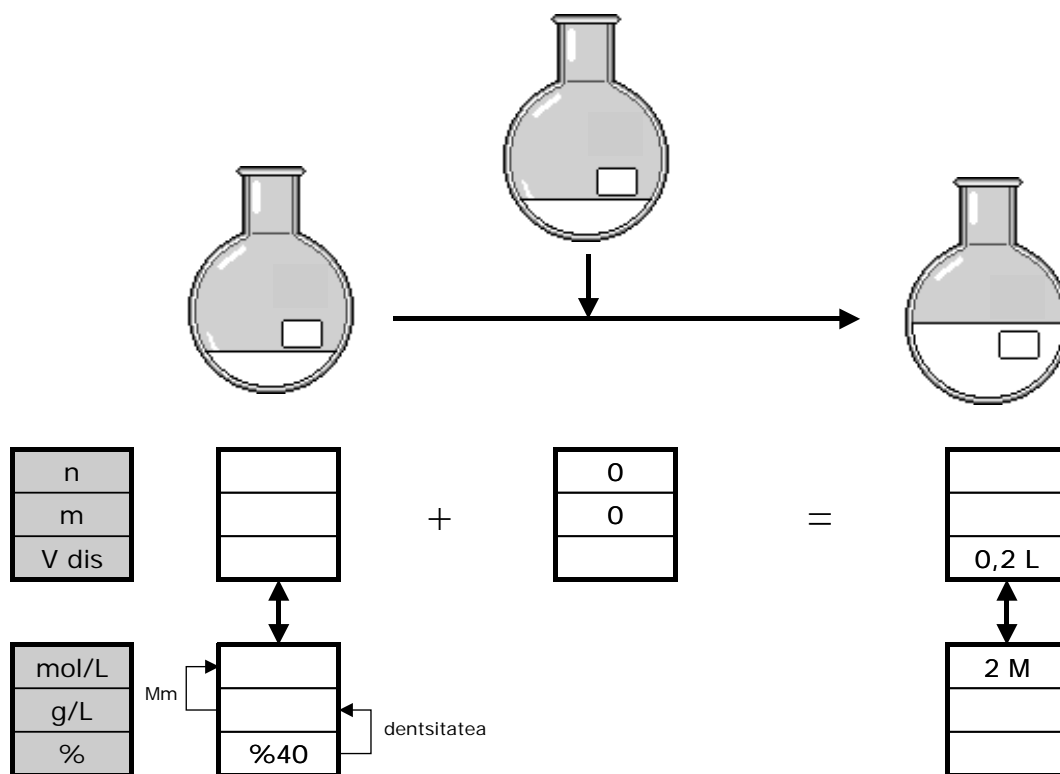 n 0
m 0
V dis 0,2 L
mol/L 2 M
Mm
g/L
dentsitatea
% %40
+
=